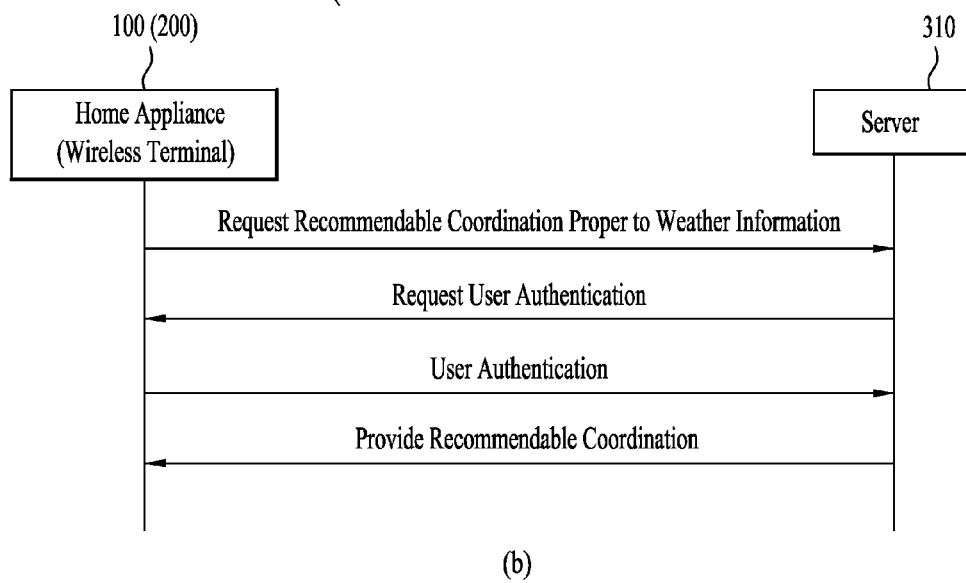 100 (200)
310
Home Appliance
(Wireless Terminal)
Server
Request Recommendable Coordination Proper to Weather Information
Request User Authentication
User Authentication
Provide Recommendable Coordination
(b)